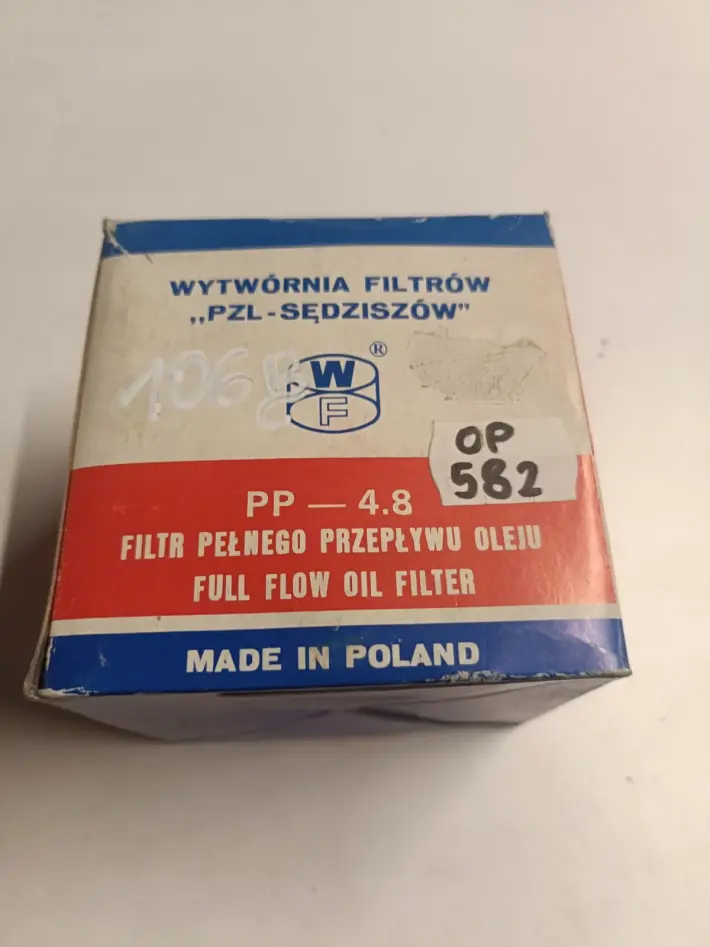 WYTWÓRNIA FILTRÓW
„PZL-SĘDZISZÓW”
®
W
F
OP
582
PP — 4.8
FILTR PEŁNEGO PRZEPŁYWU OLEJU
FULL FLOW OIL FILTER
MADE IN POLAND